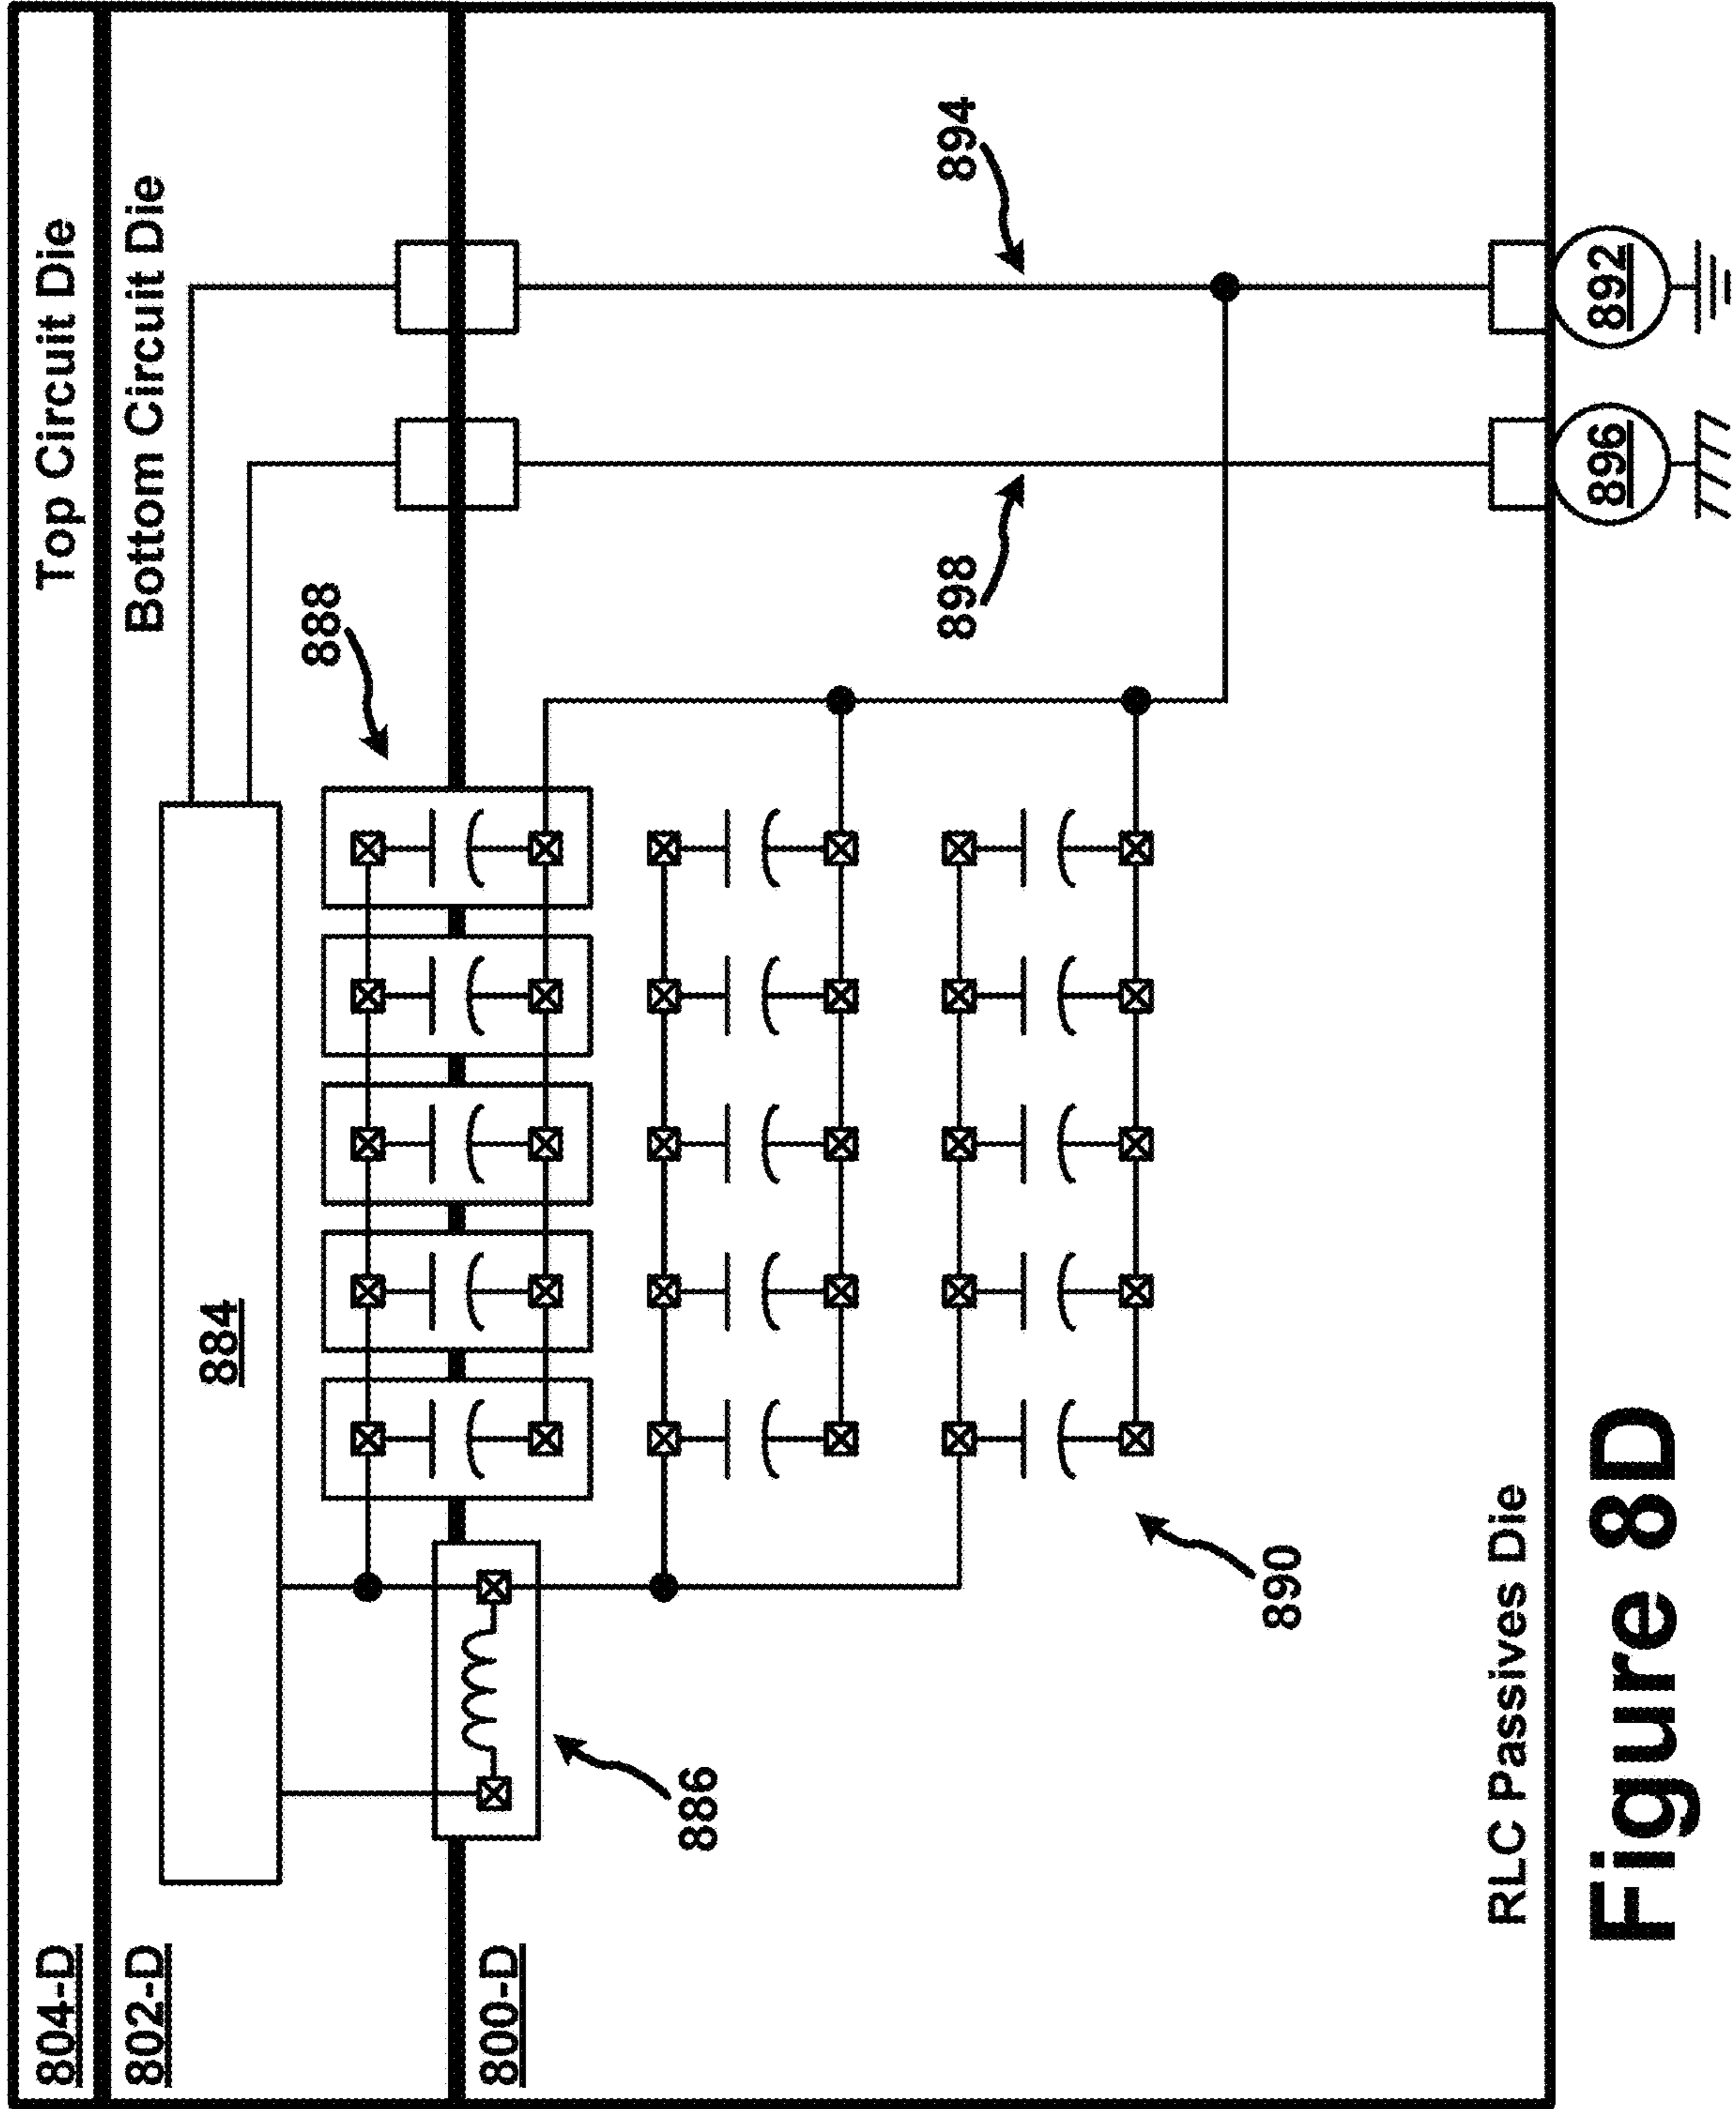 804-D
Top Circuit Die
802-D
Bottom Circuit Die
884
888
800-D
886
894
898
890
RLC Passives Die
896
892
Figure 8D